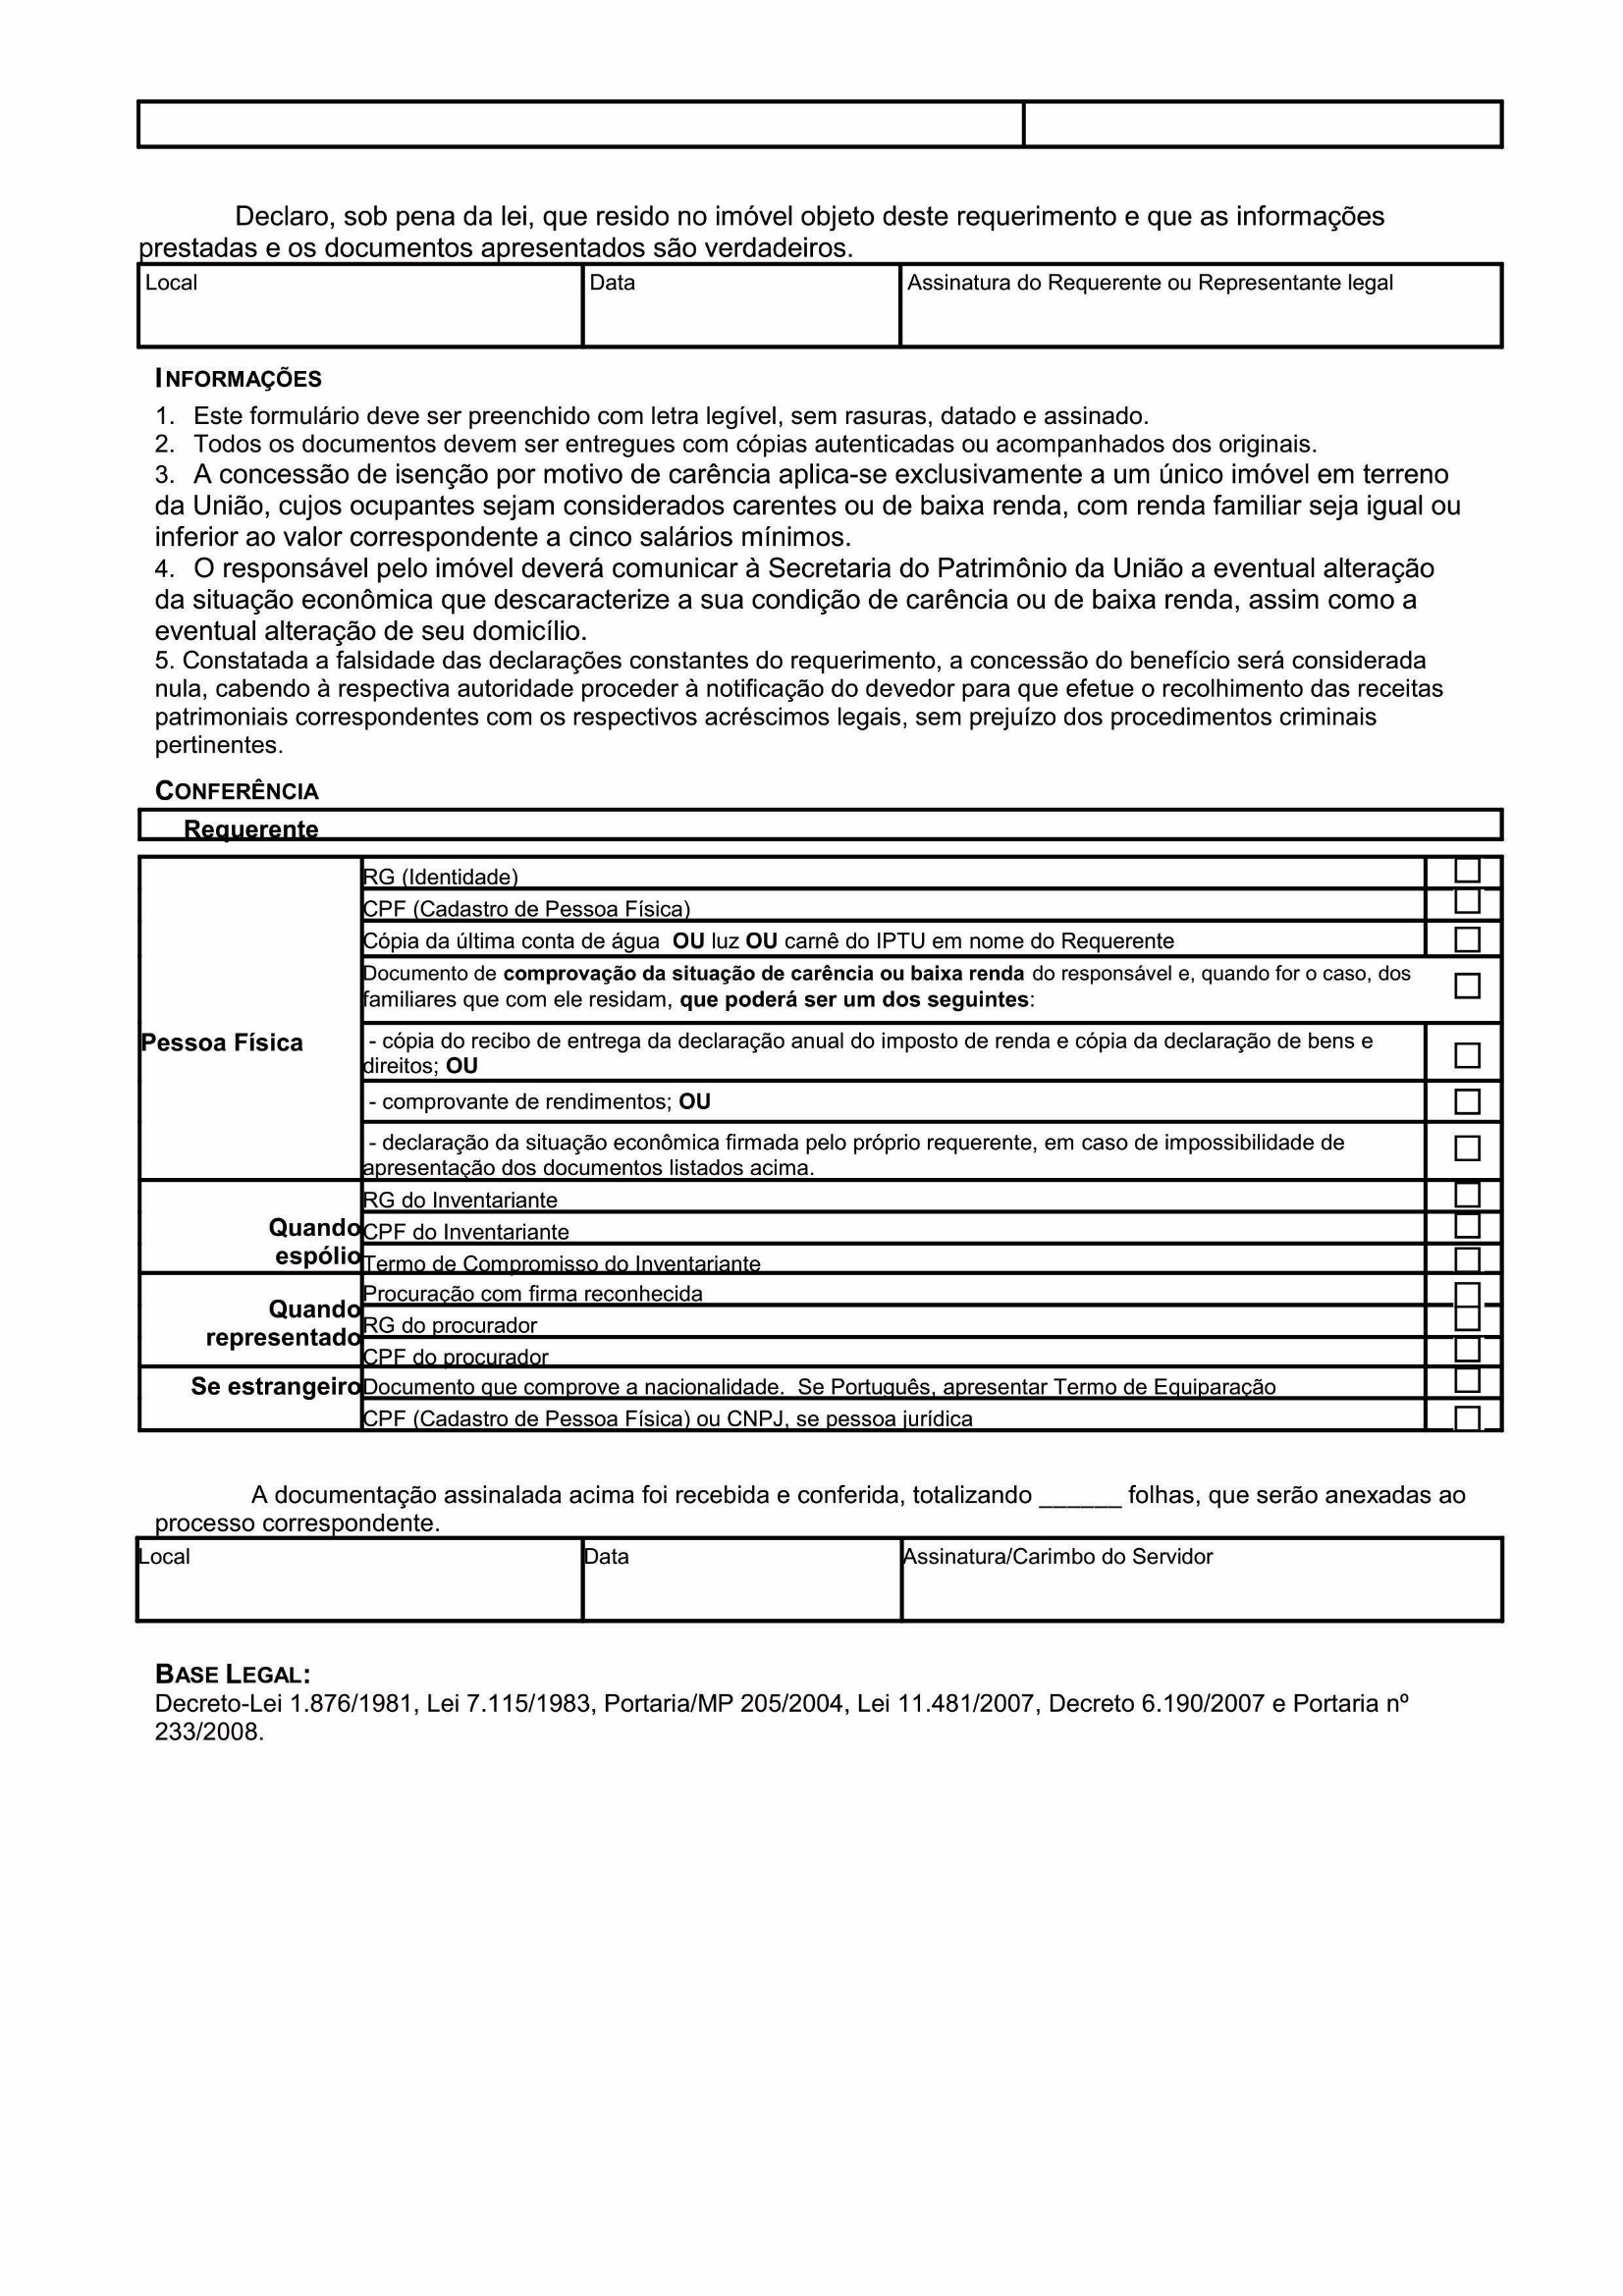 Declaro, sob pena da lei, que resido no imóvel objeto deste requerimento e que as informações
prestadas e os documentos apresentados são verdadeiros.
Local
Data
Assinatura do Requerente ou Representante legal
INFORMAÇÕES
1. Este formulário deve ser preenchido com letra legível, sem rasuras, datado e assinado.
2. Todos os documentos devem ser entregues com cópias autenticadas ou acompanhados dos originais.
3. A concessão de isenção por motivo de carência aplica-se exclusivamente a um único imóvel em terreno
da União, cujos ocupantes sejam considerados carentes ou de baixa renda, com renda familiar seja igual ou
inferior ao valor correspondente a cinco salários mínimos.
4. O responsável pelo imóvel deverá comunicar à Secretaria do Patrimônio da União a eventual alteração
da situação econômica que descaracterize a sua condição de carência ou de baixa renda, assim como a
eventual alteração de seu domicílio.
5. Constatada a falsidade das declarações constantes do requerimento, a concessão do benefício será considerada
nula, cabendo à respectiva autoridade proceder à notificação do devedor para que efetue o recolhimento das receitas
patrimoniais correspondentes com os respectivos acréscimos legais, sem prejuízo dos procedimentos criminais
pertinentes.
CONFERÊNCIA
Requerente
Pessoa Física
RG (Identidade)
CPF (Cadastro de Pessoa Física)
Cópia da última conta de água OU luz OU carnê do IPTU em nome do Requerente
Documento de comprovação da situação de carência ou baixa renda do responsável e, quando for o caso, dos
familiares que com ele residam, que poderá ser um dos seguintes:
- cópia do recibo de entrega da declaração anual do imposto de renda e cópia da declaração de bens e
direitos; OU
- comprovante de rendimentos; OU
- declaração da situação econômica firmada pelo próprio requerente, em caso de impossibilidade de
apresentação dos documentos listados acima.
Quando
espólio
RG do Inventariante
CPF do Inventariante
Termo de Compromisso do Inventariante
Quando
representado
Procuração com firma reconhecida
RG do procurador
CPF do procurador
Se estrangeiro
Documento que comprove a nacionalidade. Se Português, apresentar Termo de Equiparação
CPF (Cadastro de Pessoa Física) ou CNPJ, se pessoa jurídica
A documentação assinalada acima foi recebida e conferida, totalizando ______ folhas, que serão anexadas ao
processo correspondente.
Local
Data
Assinatura/Carimbo do Servidor
BASE LEGAL:
Decreto-Lei 1.876/1981, Lei 7.115/1983, Portaria/MP 205/2004, Lei 11.481/2007, Decreto 6.190/2007 e Portaria nº
233/2008.